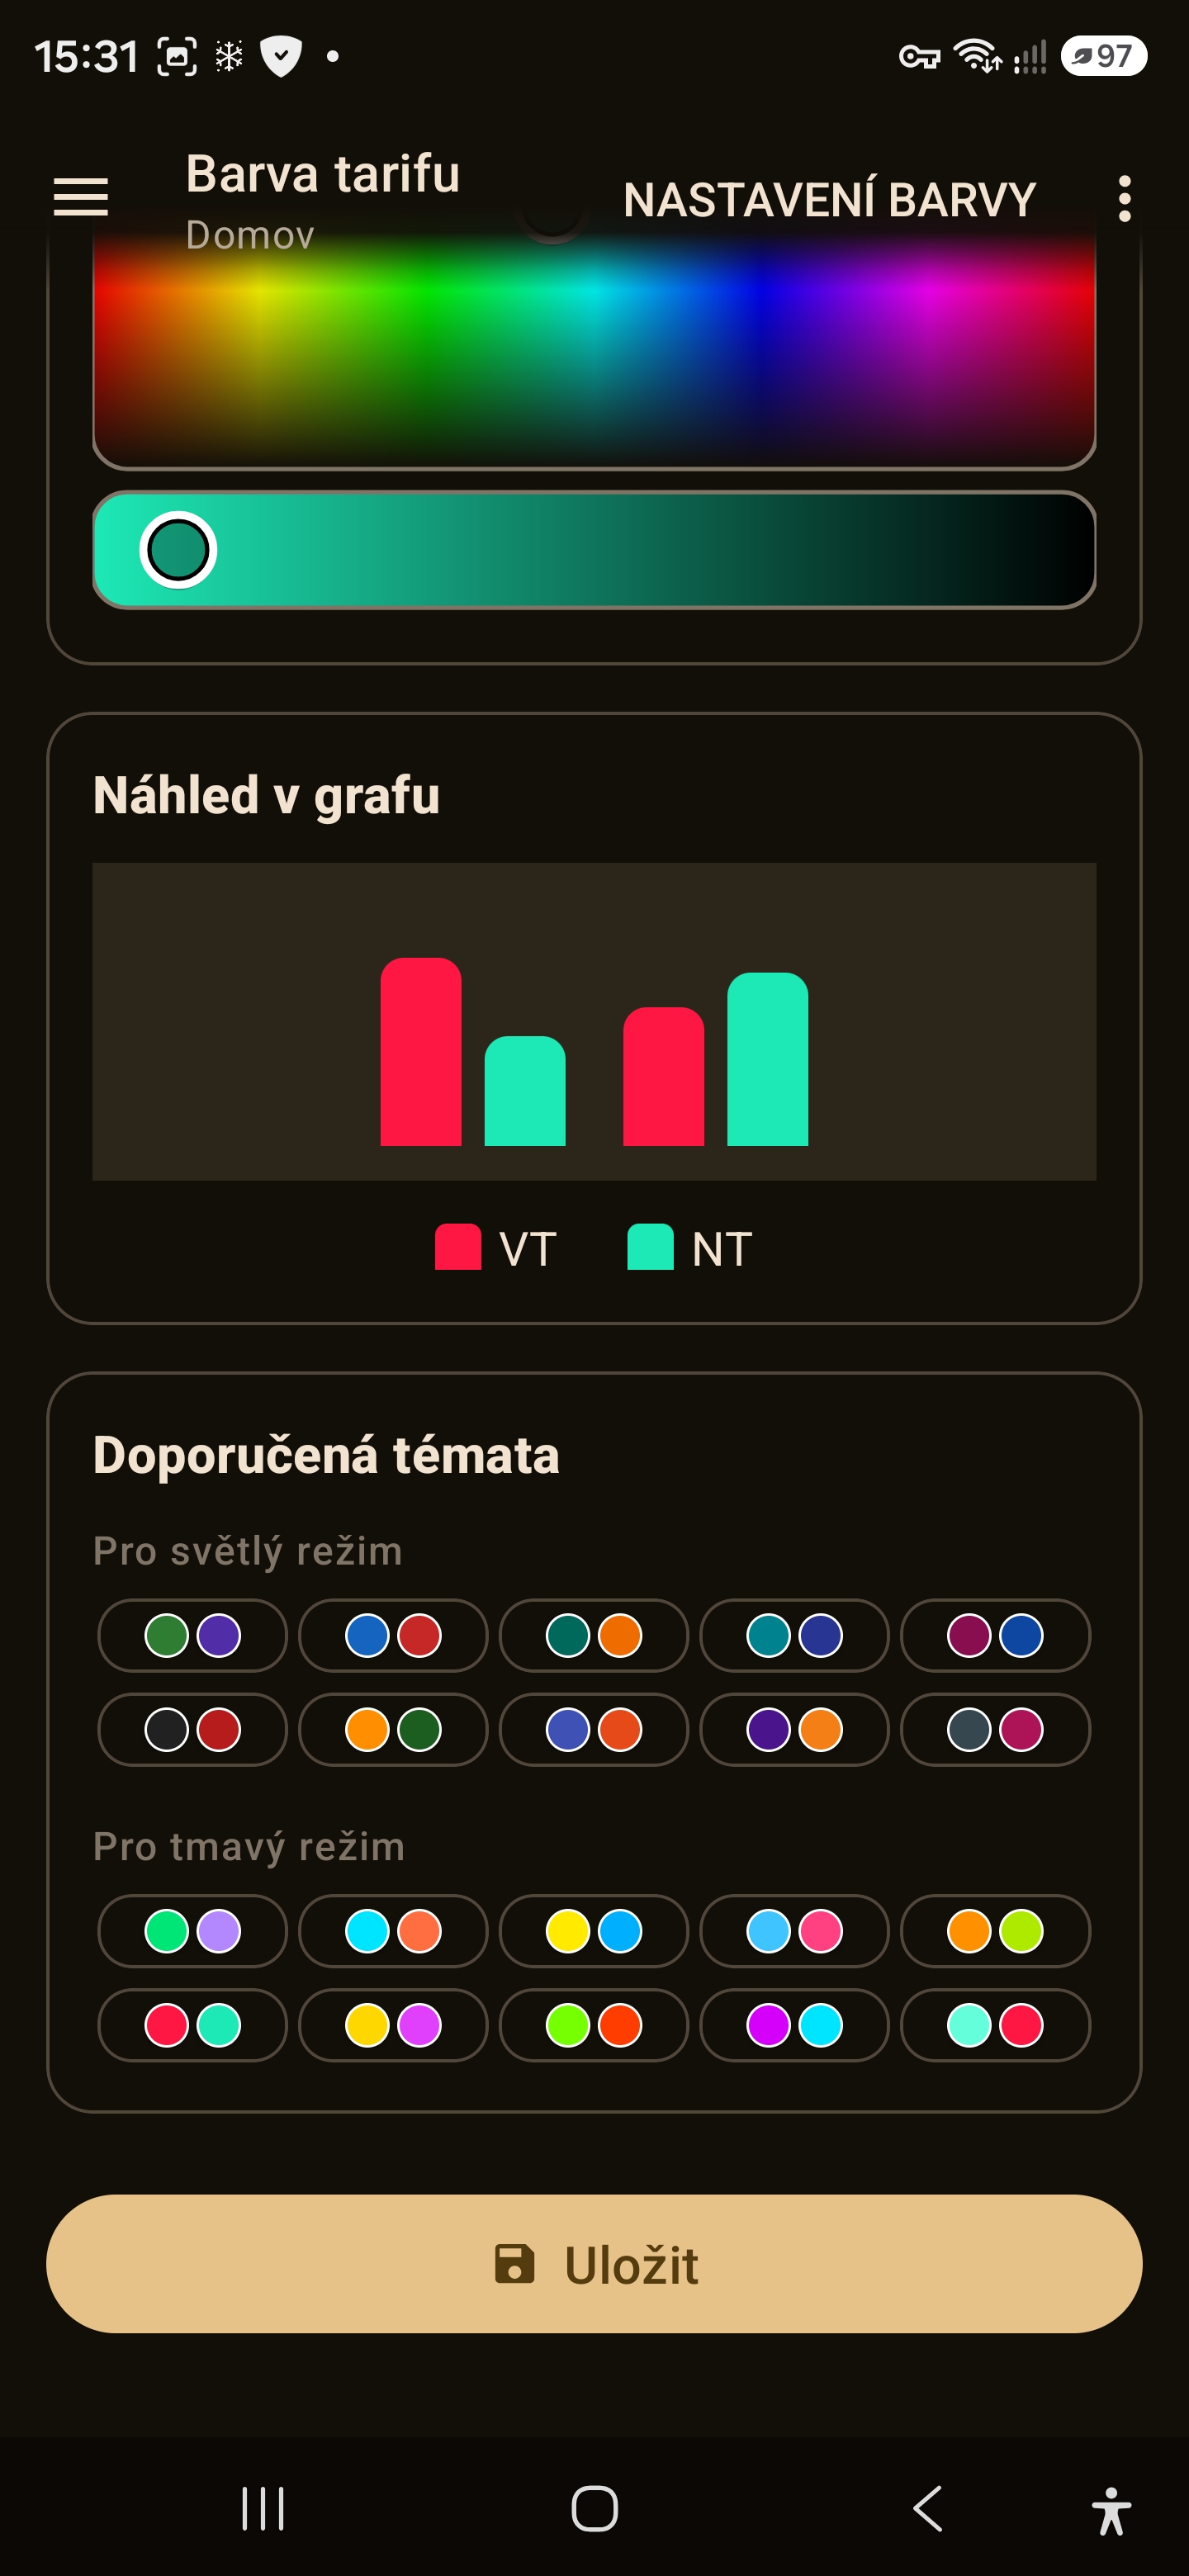 15:31
97
Barva tarifu
Domov
NASTAVENÍ BARVY
Náhled v grafu
VT
NT
Doporučená témata
Pro světlý režim
Pro tmavý režim
Uložit